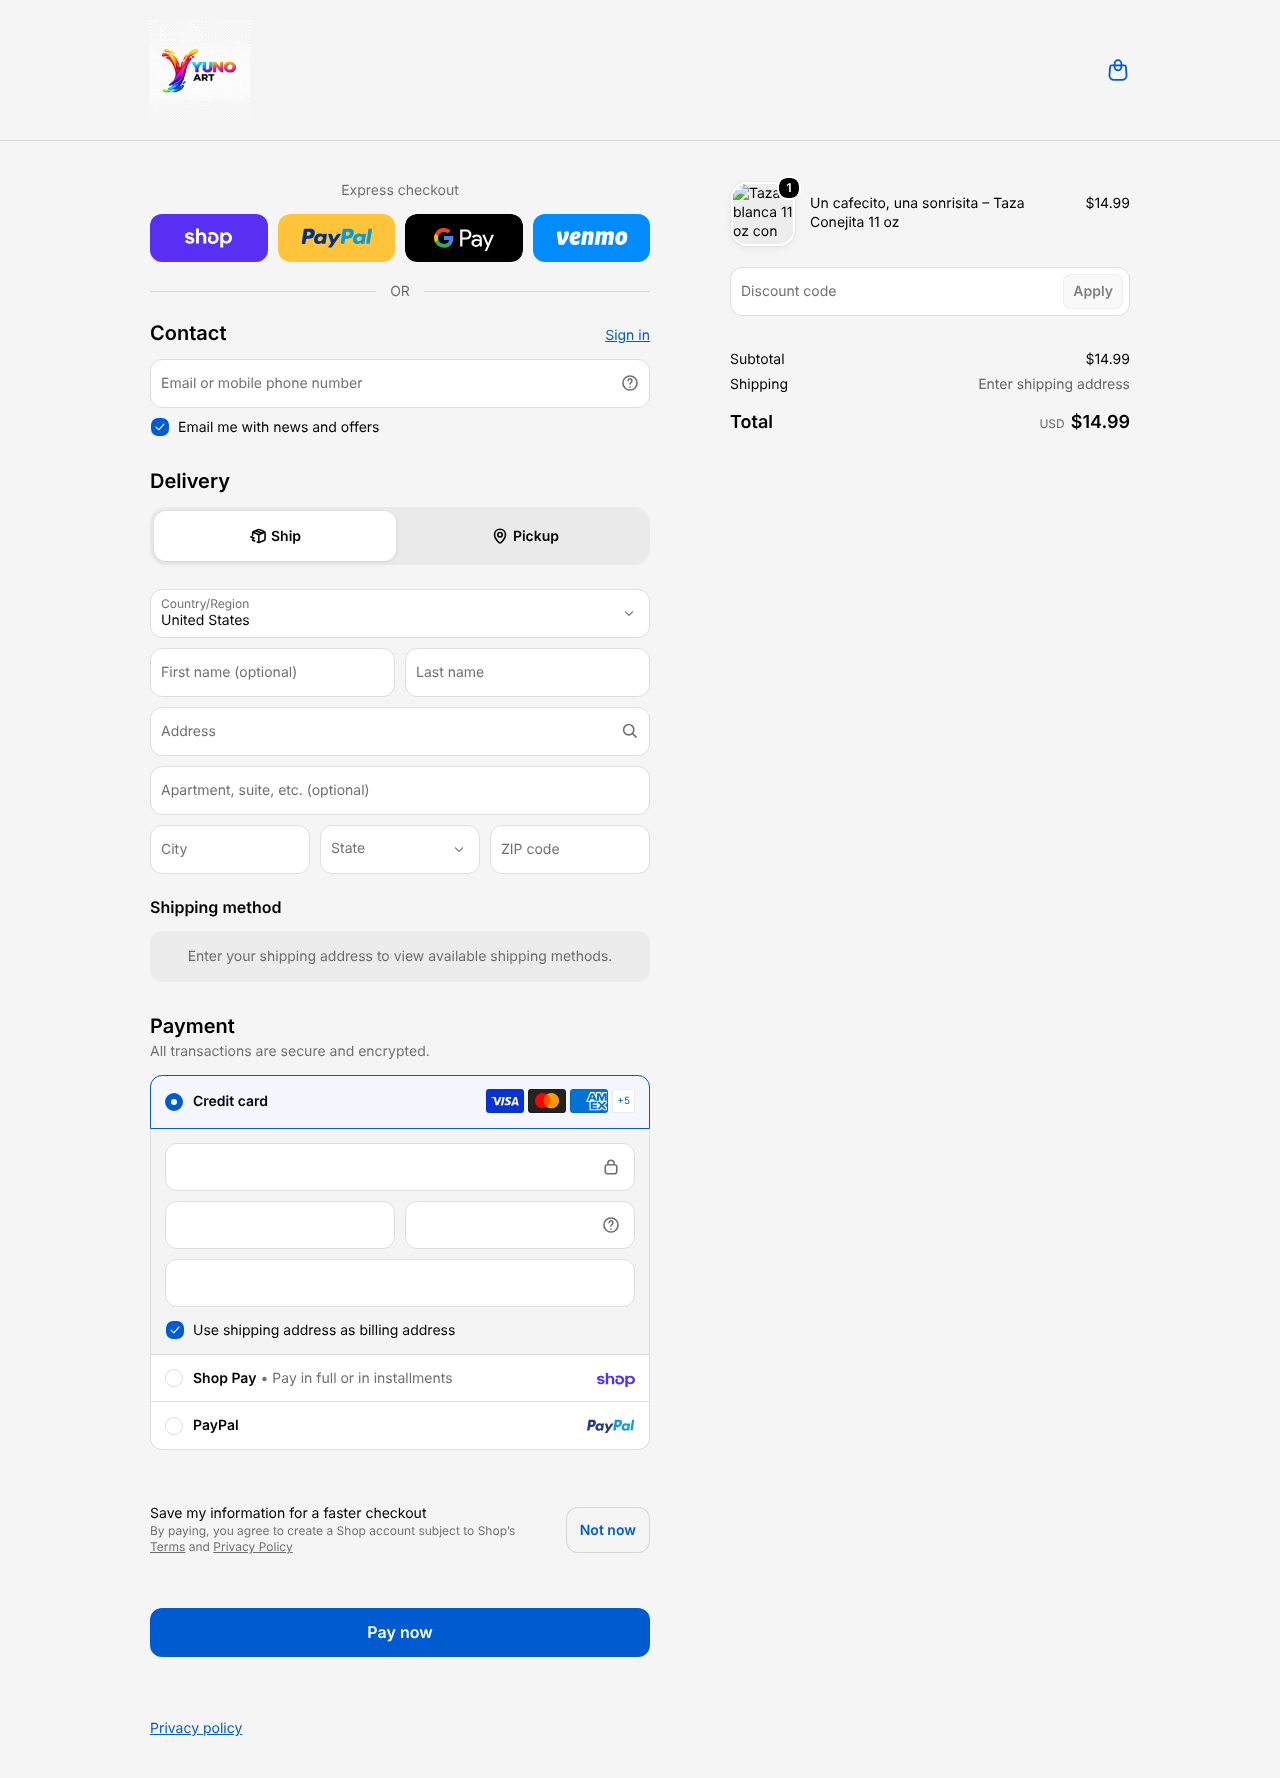 YUNO
ART
Express checkout
shop
PayPal
G Pay
venmo
OR
Contact
Sign in
Email or mobile phone number
Email me with news and offers
Delivery
Ship
Pickup
Country/Region
United States
First name (optional)
Last name
Address
Apartment, suite, etc. (optional)
City
State
ZIP code
Shipping method
Enter your shipping address to view available shipping methods.
Payment
All transactions are secure and encrypted.
Credit card
VISA
AM
EX
+5
Use shipping address as billing address
Shop Pay • Pay in full or in installments
shop
PayPal
PayPal
Save my information for a faster checkout
By paying, you agree to create a Shop account subject to Shop’s
Terms and Privacy Policy
Not now
Pay now
Privacy policy
Taza
blanca 11
oz con
1
Un cafecito, una sonrisita – Taza
Conejita 11 oz
$14.99
Discount code
Apply
Subtotal
$14.99
Shipping
Enter shipping address
Total
USD $14.99